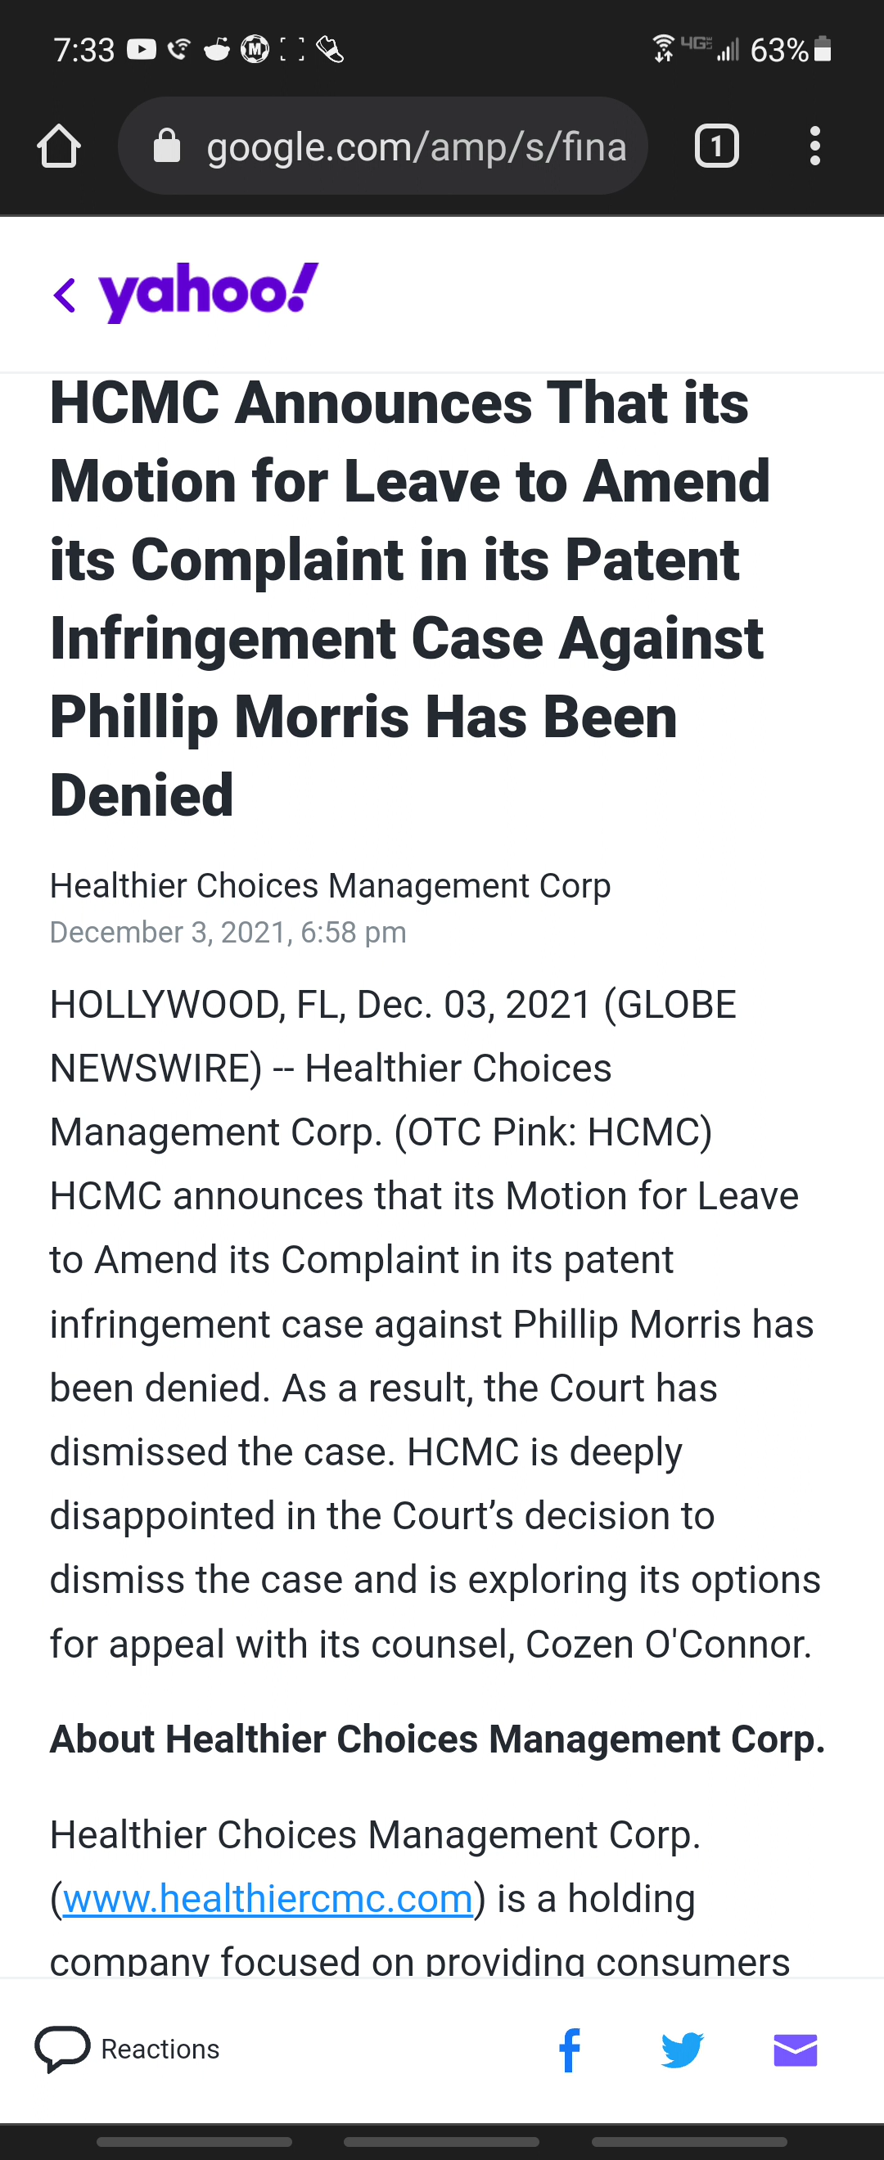 7:33
4GE
63%
google.com/amp/s/fina
1
yahoo!
HCMC Announces That its
Motion for Leave to Amend
its Complaint in its Patent
Infringement Case Against
Phillip Morris Has Been
Denied
Healthier Choices Management Corp
December 3, 2021, 6:58 pm
HOLLYWOOD, FL, Dec. 03, 2021 (GLOBE
NEWSWIRE) -- Healthier Choices
Management Corp. (OTC Pink: HCMC)
HCMC announces that its Motion for Leave
to Amend its Complaint in its patent
infringement case against Phillip Morris has
been denied. As a result, the Court has
dismissed the case. HCMC is deeply
disappointed in the Court’s decision to
dismiss the case and is exploring its options
for appeal with its counsel, Cozen O'Connor.
About Healthier Choices Management Corp.
Healthier Choices Management Corp.
(www.healthiercmc.com) is a holding
company focused on providing consumers
Reactions